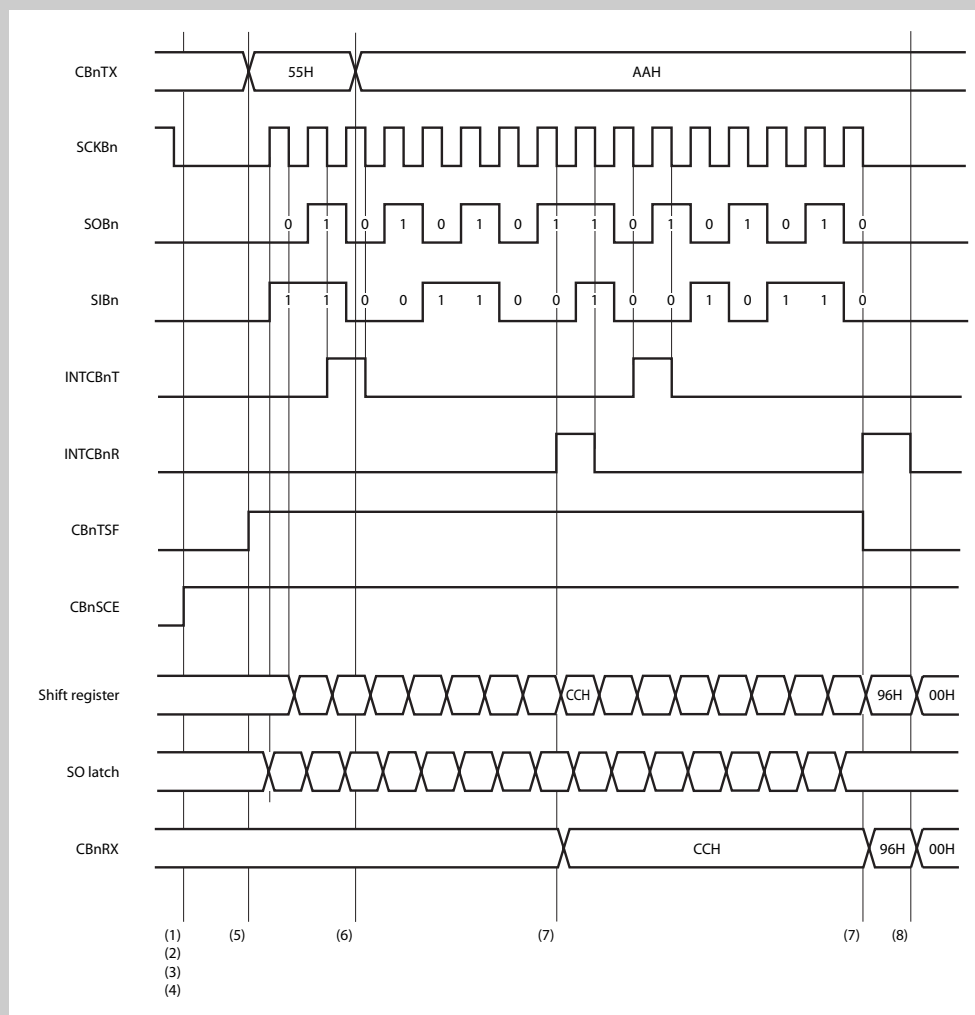 CBnTX 55H AAH
SCKBn
SOBn 0 1 0 1 0 1 0 1 1 0 1 0 1 0 1 0
SIBn 1 1 0 0 1 1 0 0 1 0 0 1 0 1 1 0
INTCBnT
INTCBnR
CBnTSF
CBnSCE
Shift register CCH 96H 00H
SO latch
CBnRX CCH 96H 00H
(1) (5) (6) (7) (7) (8)
(2)
(3)
(4)